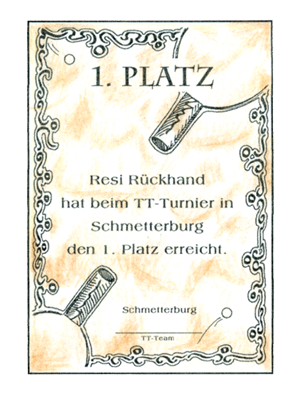 1. PLATZ
Resi Rückhand
hat beim TT-Turnier in
Schmetterburg
den 1. Platz erreicht.
Schmetterburg
TT-Team